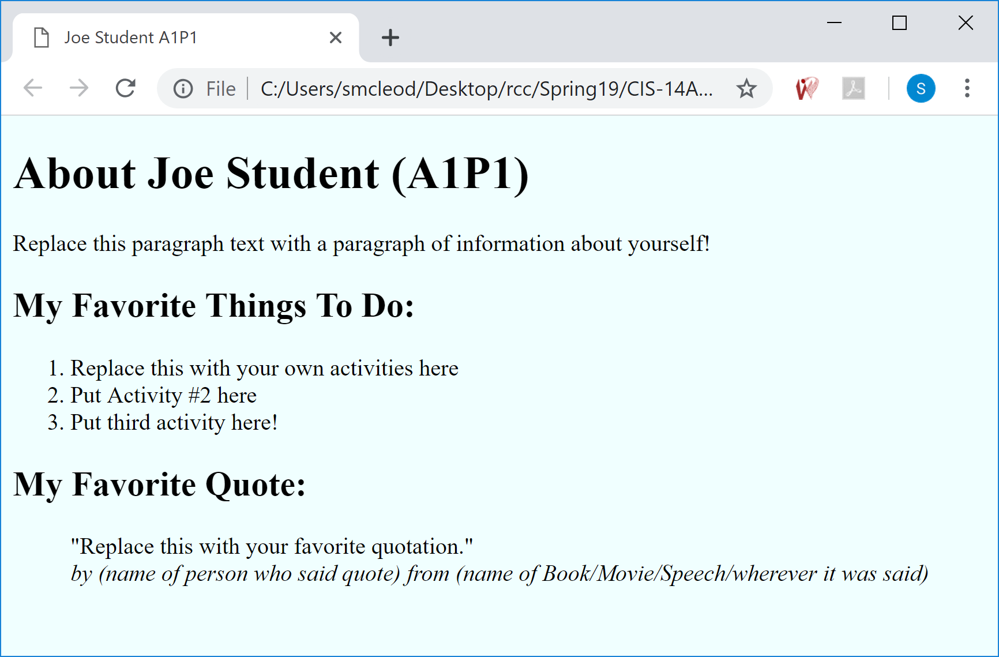 Joe Student A1P1
File C:/Users/smcleod/Desktop/rcc/Spring19/CIS-14A... S
About Joe Student (A1P1)
Replace this paragraph text with a paragraph of information about yourself!
My Favorite Things To Do:
1. Replace this with your own activities here
2. Put Activity #2 here
3. Put third activity here!
My Favorite Quote:
"Replace this with your favorite quotation."
by (name of person who said quote) from (name of Book/Movie/Speech/wherever it was said)